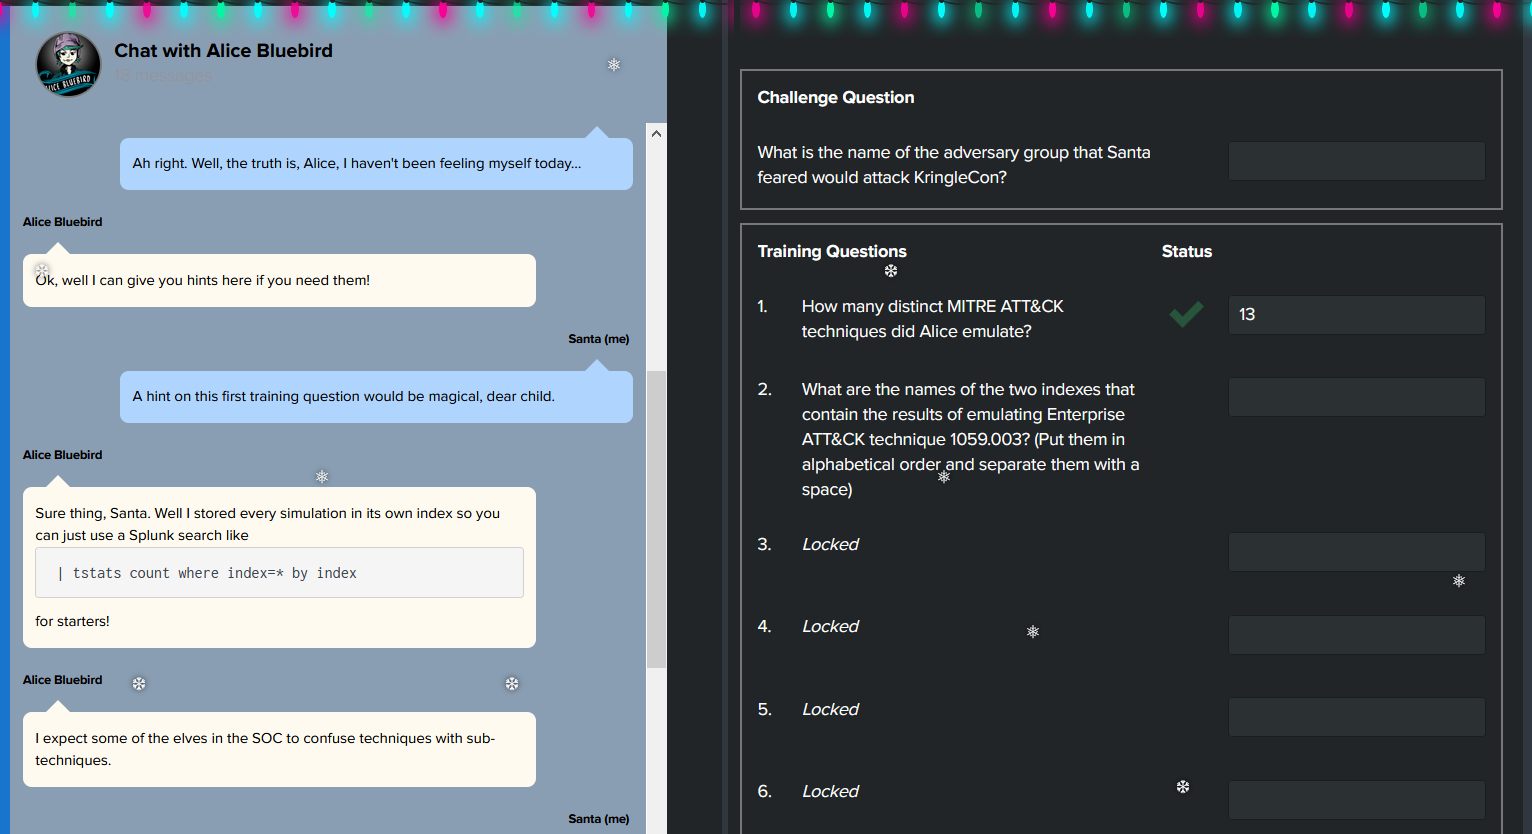 Chat with Alice Bluebird
18 messages
ALICE BLUEBIRD
Ah right. Well, the truth is, Alice, I haven't been feeling myself today...
Alice Bluebird
Ok, well I can give you hints here if you need them!
Santa (me)
A hint on this first training question would be magical, dear child.
Alice Bluebird
Sure thing, Santa. Well I stored every simulation in its own index so you
can just use a Splunk search like
| tstats count where index=* by index
for starters!
Alice Bluebird
I expect some of the elves in the SOC to confuse techniques with sub-
techniques.
Santa (me)
Challenge Question
What is the name of the adversary group that Santa
feared would attack KringleCon?
Training Questions
Status
1. How many distinct MITRE ATT&CK
techniques did Alice emulate?
13
2. What are the names of the two indexes that
contain the results of emulating Enterprise
ATT&CK technique 1059.003? (Put them in
alphabetical order and separate them with a
space)
3. Locked
4. Locked
5. Locked
6. Locked